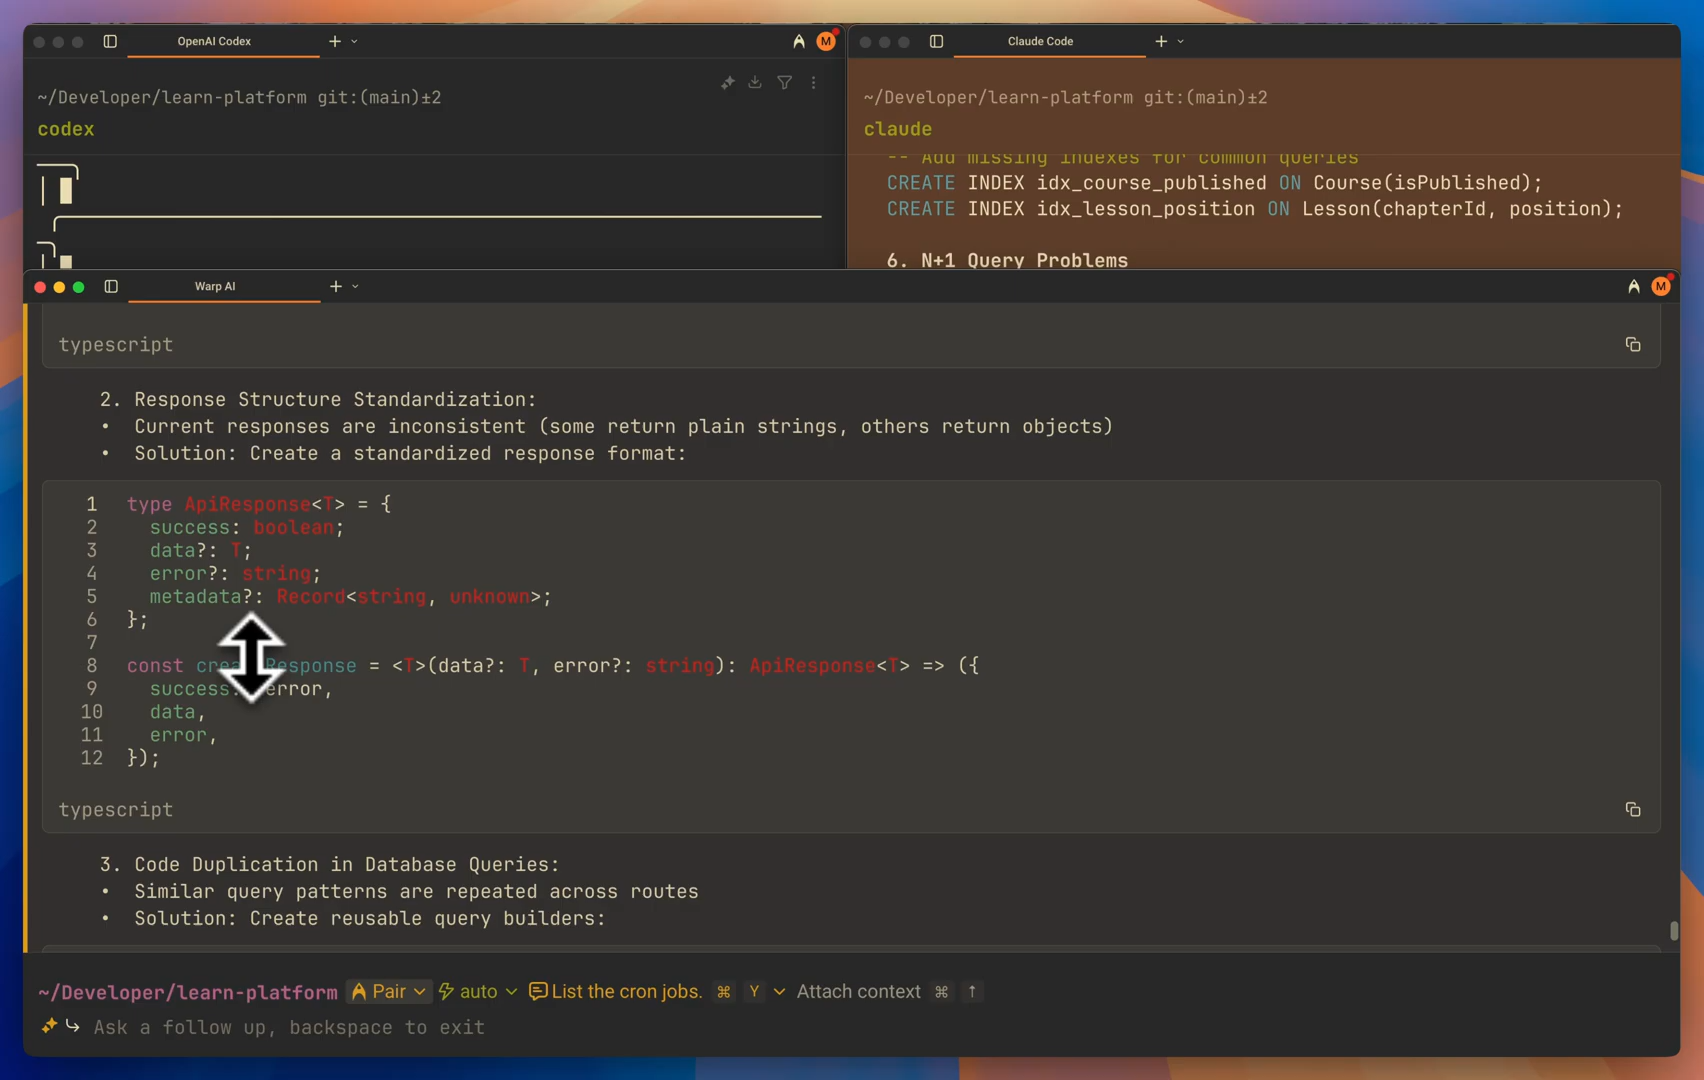 OpenAI Codex
M
~/Developer/learn-platform git:(main)±2
codex
Claude Code
~/Developer/learn-platform git:(main)±2
claude
-- Add missing indexes for common queries
CREATE INDEX idx_course_published ON Course(isPublished);
CREATE INDEX idx_lesson_position ON Lesson(chapterId, position);
6. N+1 Query Problems
Warp AI
M
typescript
2. Response Structure Standardization:
• Current responses are inconsistent (some return plain strings, others return objects)
• Solution: Create a standardized response format:
1 type ApiResponse<T> = {
2 success: boolean;
3 data?: T;
4 error?: string;
5 metadata?: Record<string, unknown>;
6 };
7
8 const Response = <T>(data?: T, error?: string): ApiResponse<T> => ({
9 success: error,
10 data,
11 error,
12 });
typescript
3. Code Duplication in Database Queries:
• Similar query patterns are repeated across routes
• Solution: Create reusable query builders:
~/Developer/learn-platform Pair auto List the cron jobs. ⌘ Y Attach context ⌘ ↑
Ask a follow up, backspace to exit